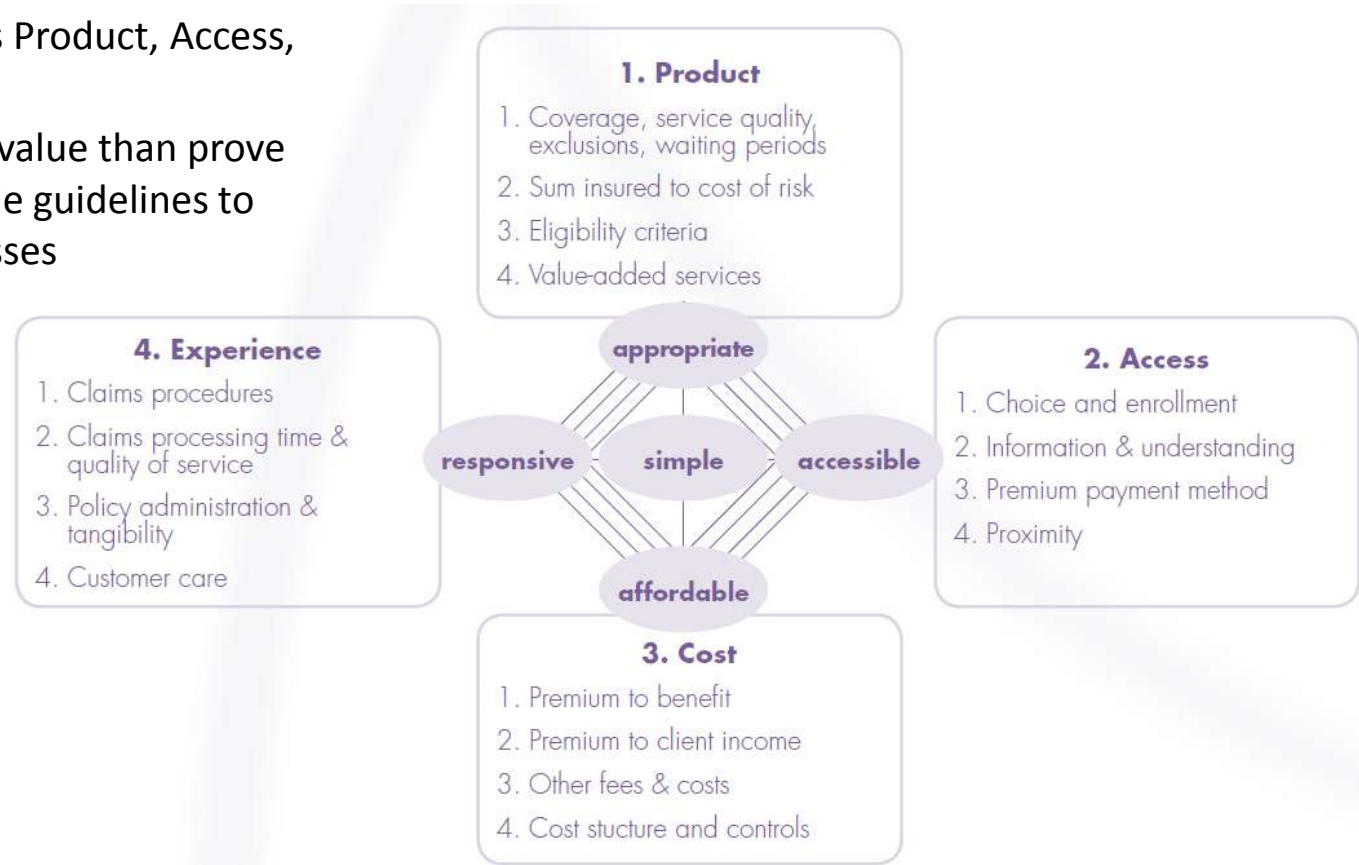 s Product, Access,
value than prove
e guidelines to
sses
1. Product
1. Coverage, service quality,
exclusions, waiting periods
2. Sum insured to cost of risk
3. Eligibility criteria
4. Value-added services
appropriate
4. Experience
1. Claims procedures
2. Claims processing time &
quality of service
3. Policy administration &
tangibility
4. Customer care
responsive
simple
accessible
2. Access
1. Choice and enrollment
2. Information & understanding
3. Premium payment method
4. Proximity
affordable
3. Cost
1. Premium to benefit
2. Premium to client income
3. Other fees & costs
4. Cost stucture and controls